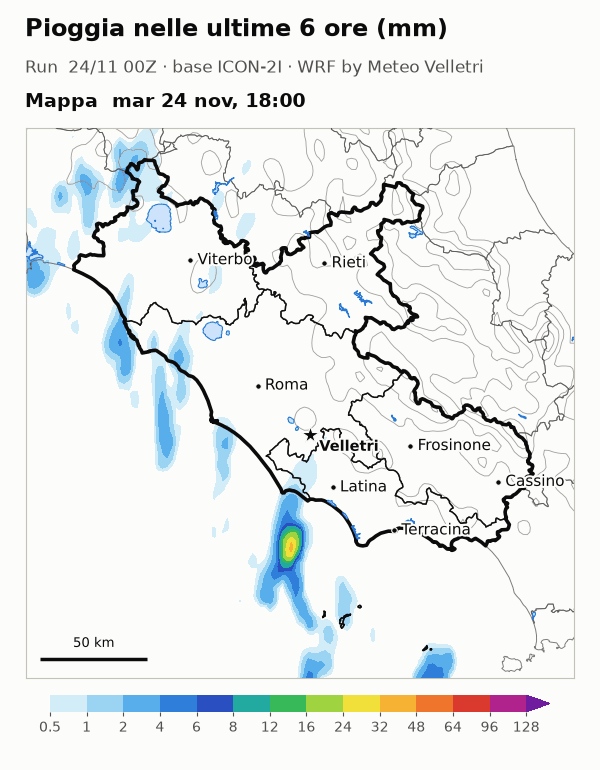 Pioggia nelle ultime 6 ore (mm)
Run 24/11 00Z · base ICON-2I · WRF by Meteo Velletri
Mappa mar 24 nov, 18:00
Viterbo
Rieti
Roma
Velletri
Frosinone
Cassino
Latina
Terracina
50 km
0.5 1 2 4 6 8 12 16 24 32 48 64 96 128